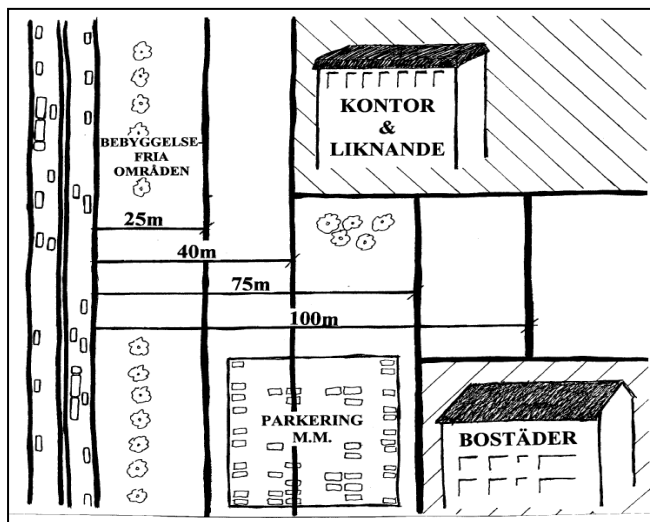 KONTOR
&
LIKNANDE
BEBYGGELSE-
FRIA
OMRÅDEN
25m
40m
75m
100m
PARKERING
M.M.
BOSTÄDER